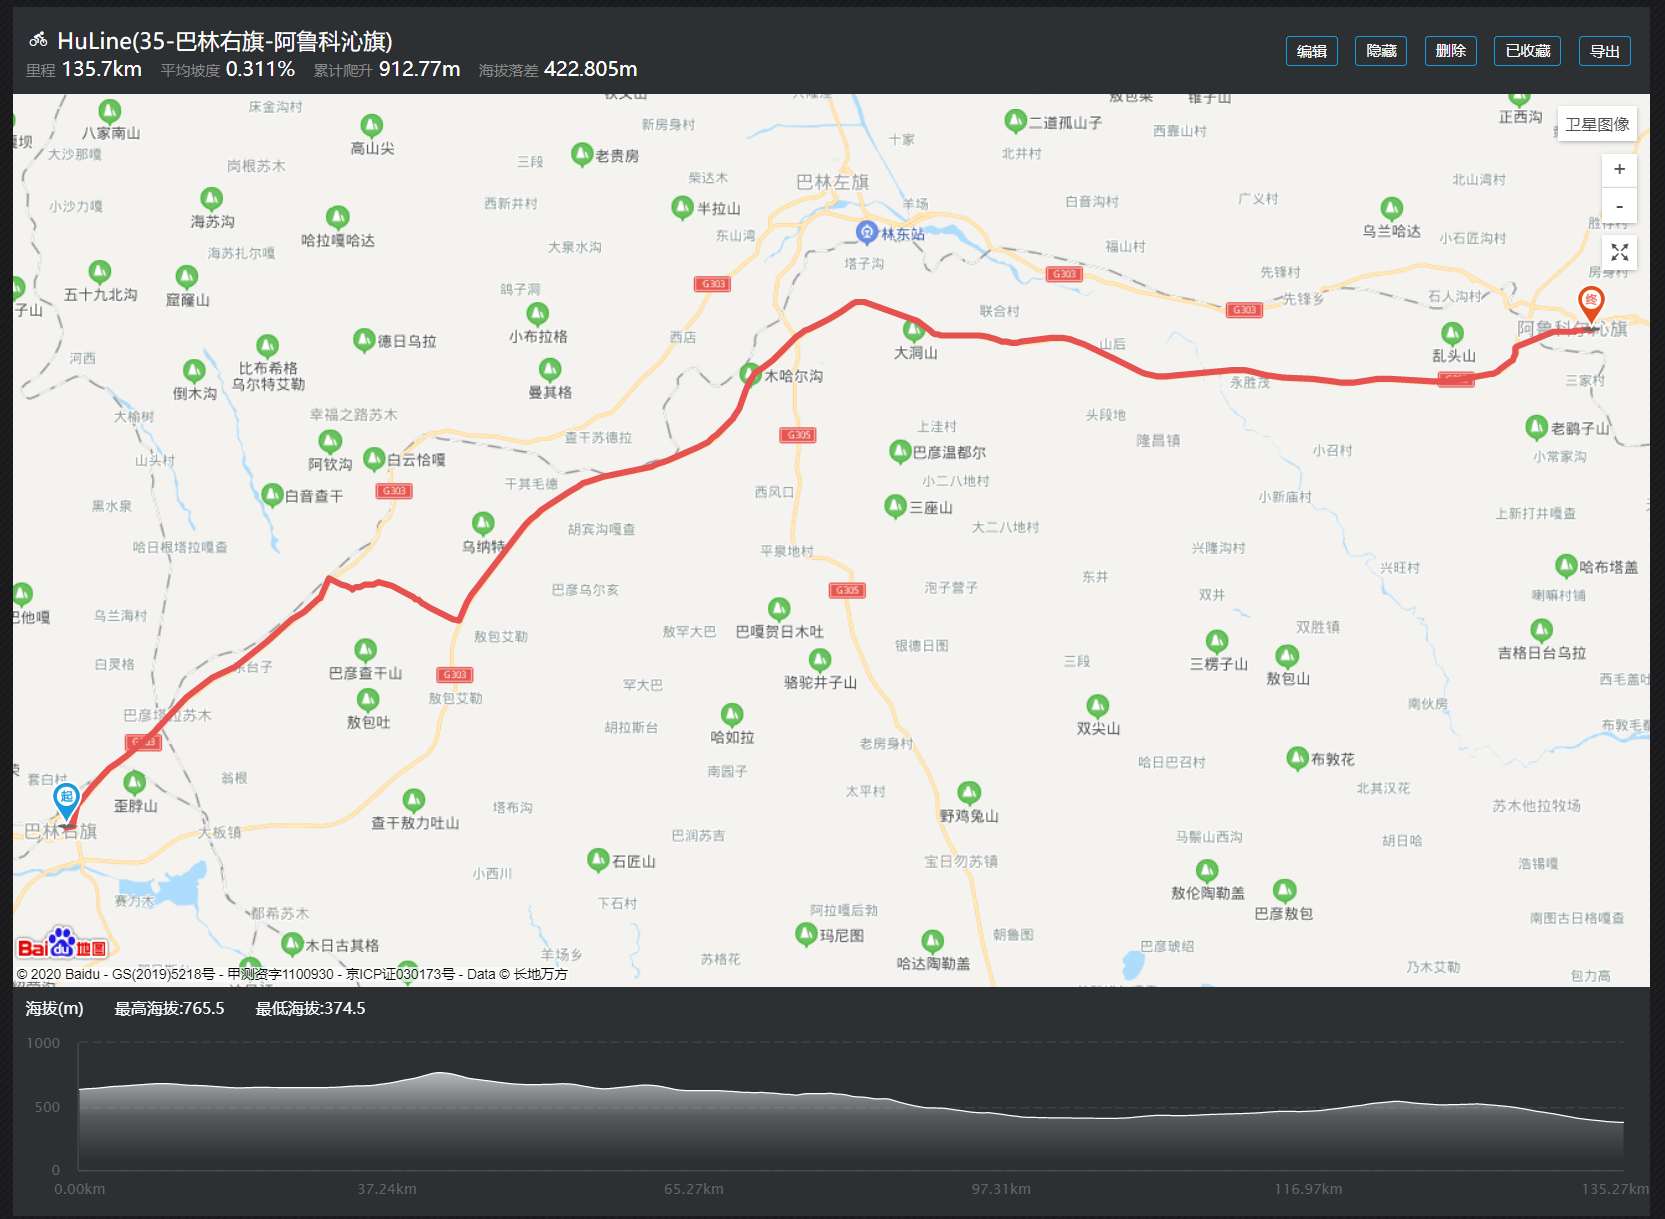 HuLine(35-巴林右旗-阿鲁科沁旗)
编辑 隐藏 删除 已收藏 导出
里程 135.7km 平均坡度 0.311% 累计爬升 912.77m 海拔落差 422.805m
八家南山
床金沟村
新房身村
二道孤山子
西靠山村
正西沟
卫星图像
大沙那嘎
高山尖
三段
老贵房
十家
北井村
岗根苏木
柴达木
巴林左旗
北山湾村
+
小沙力嘎
海苏沟
西新井村
半拉山
羊场
白音沟村
广义村
-
哈拉嘎哈达
东山湾
林东站
乌兰哈达
小石匠沟村
海苏扎尔嘎
大泉水沟
塔子沟
福山村
五十九北沟
窟窿山
鸽子洞
G303
G303
先锋村
石人沟村
房身村
子山
小布拉格
联合村
G303
先锋乡
终
德日乌拉
西店
大洞山
山后
乱头山
河西
比布希格
乌尔特艾勒
倒木沟
曼其格
木哈尔沟
永胜茂
三家村
大榆树
幸福之路苏木
查干苏德拉
G305
上洼村
头段地
隆昌镇
老鹞子山
山头村
阿钦沟
白云恰嘎
巴彦温都尔
小召村
小常家沟
G303
干其毛德
西风口
小二八地村
小新庙村
黑水泉
白音查干
三座山
上新打井嘎查
哈日根塔拉嘎查
乌纳特
胡宾沟嘎查
大二八地村
平泉地村
兴隆沟村
兴旺村
哈布塔盖
巴彦乌尔亥
G305
泡子营子
东井
双井
喇嘛村铺
乌兰海村
敖包艾勒
敖罕大巴
巴嘎贺日木吐
银德日图
双胜镇
吉格日台乌拉
白灵格
东台子
巴彦查干山
G303
骆驼井子山
三段
三楞子山
敖包山
敖包艾勒
罕大巴
巴彦塔拉苏木
敖包吐
胡拉斯台
哈如拉
双尖山
南伙房
老房身村
哈日巴召村
布敦花
套白村
歪脖山
翁根
南园子
太平村
北其汉花
起
巴林右旗
大板镇
查干敖力吐山
塔布沟
巴润苏吉
野鸡兔山
马鬃山西沟
胡日哈
苏木他拉牧场
小西川
石匠山
宝日勿苏镇
敖伦陶勒盖
浩锡嘎
赛力木
都希苏木
下石村
阿拉嘎后勃
巴彦敖包
南图古日格嘎查
木日古其格
羊场乡
苏格花
玛尼图
哈达陶勒盖
朝鲁图
巴彦琥绍
乃木艾勒
包力高
Bai du 地图
© 2020 Baidu - GS(2019)5218号 - 甲测资字1100930 - 京ICP证030173号 - Data © 长地万方
海拔(m) 最高海拔:765.5 最低海拔:374.5
1000
500
0
0.00km 37.24km 65.27km 97.31km 116.97km 135.27km